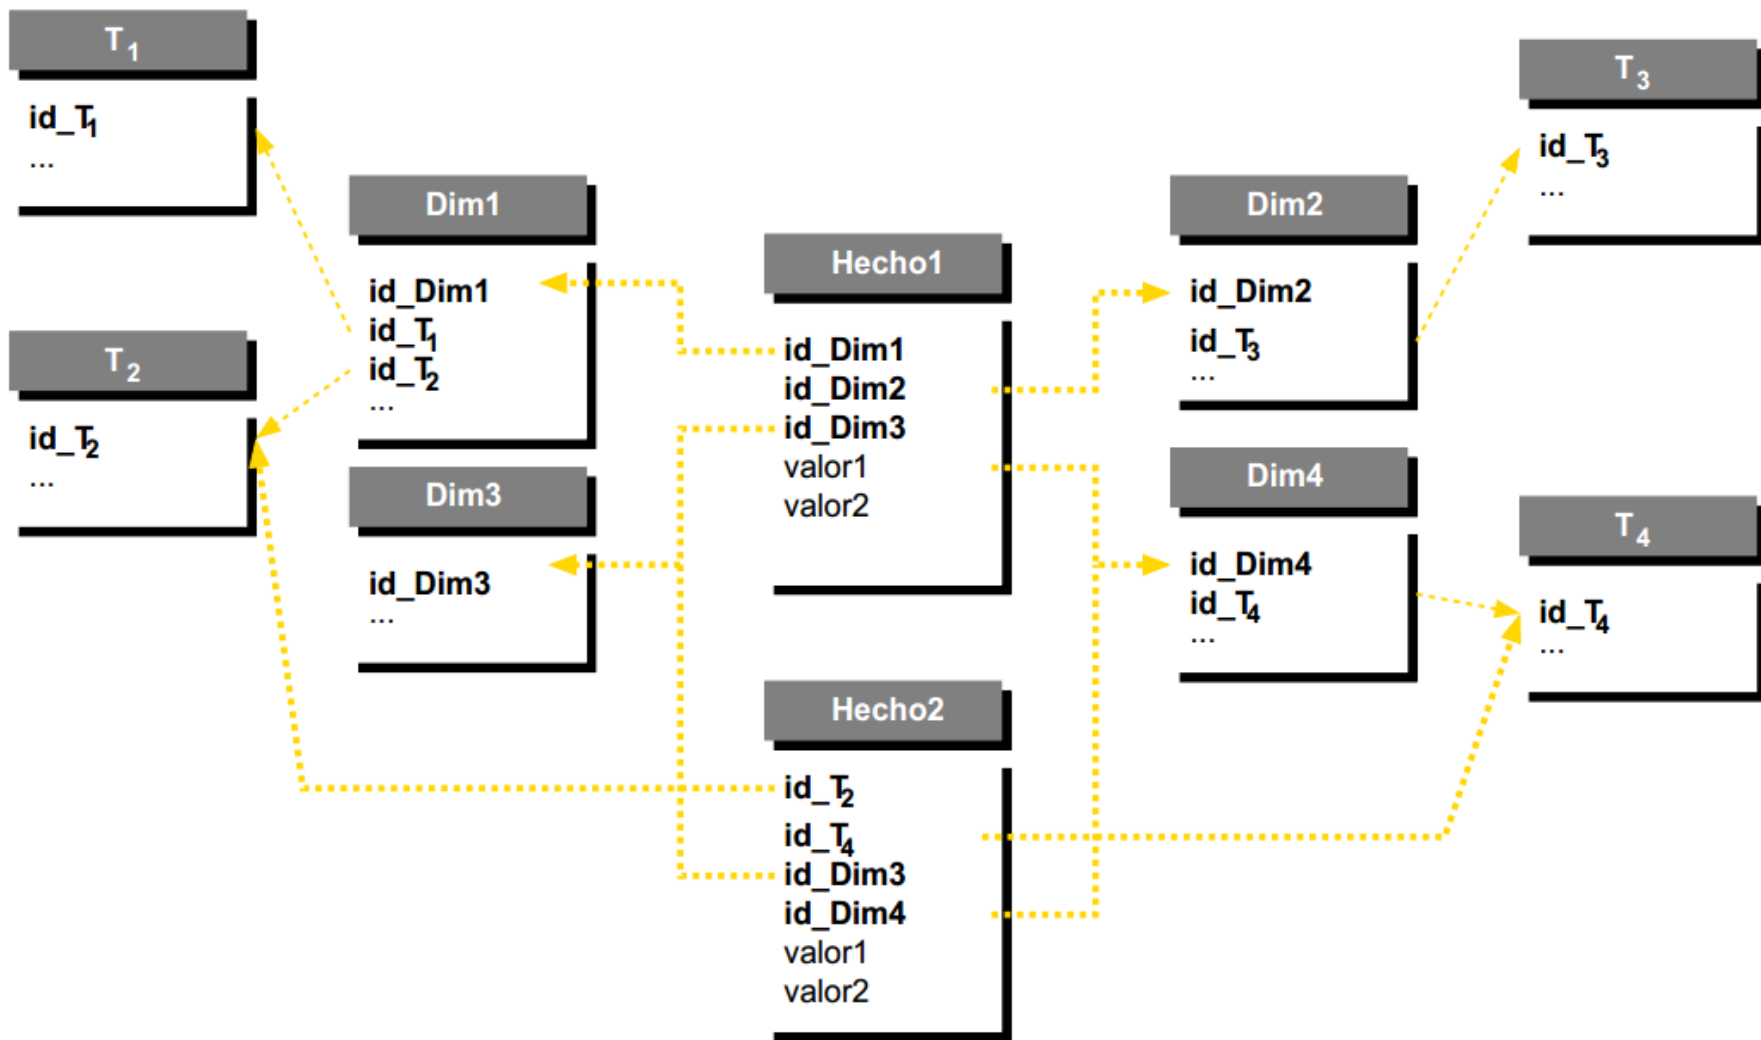 T1
id_T1
...
T2
id_T2
...
Dim1
id_Dim1
id_T1
id_T2
...
Dim3
id_Dim3
...
Hecho1
id_Dim1
id_Dim2
id_Dim3
valor1
valor2
Hecho2
id_T2
id_T4
id_Dim3
id_Dim4
valor1
valor2
Dim2
id_Dim2
id_T3
...
Dim4
id_Dim4
id_T4
...
T3
id_T3
...
T4
id_T4
...